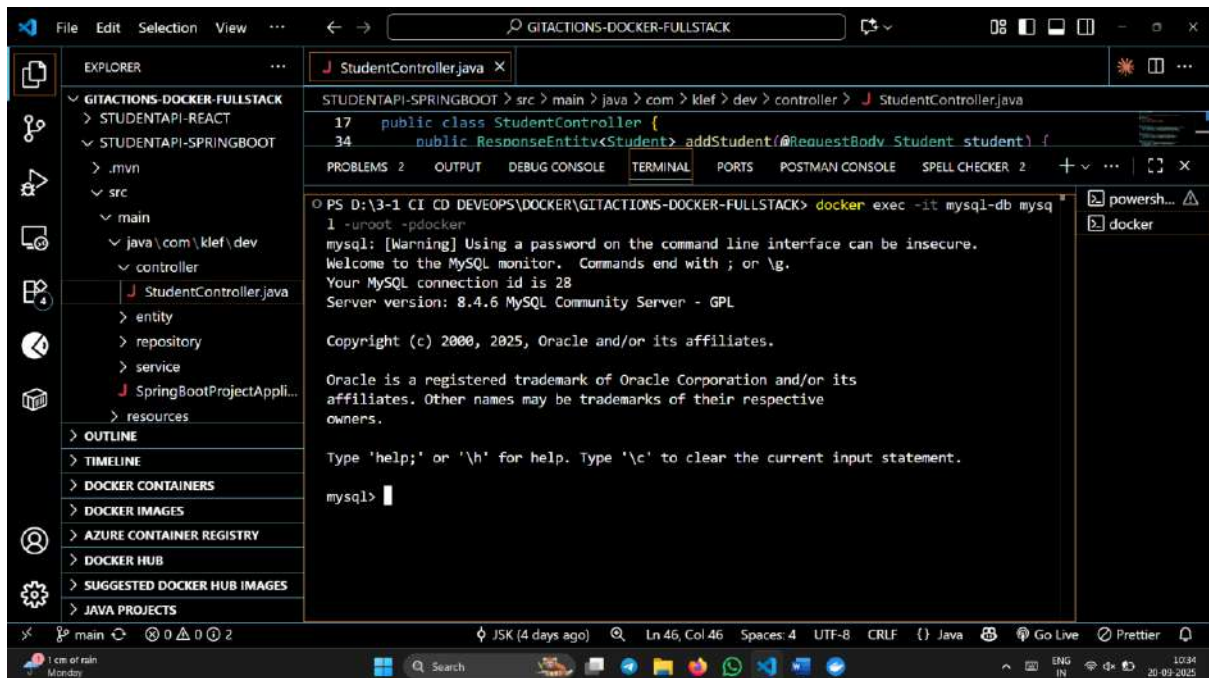 File Edit Selection View ··· GITACTIONS-DOCKER-FULLSTACK
EXPLORER ···
GITACTIONS-DOCKER-FULLSTACK
STUDENTAPI-REACT
STUDENTAPI-SPRINGBOOT
.mvn
src
main
java\com\klef\dev
controller
StudentController.java
entity
repository
service
SpringBootProjectAppli...
resources
OUTLINE
TIMELINE
DOCKER CONTAINERS
DOCKER IMAGES
AZURE CONTAINER REGISTRY
DOCKER HUB
SUGGESTED DOCKER HUB IMAGES
JAVA PROJECTS
4
StudentController.java
STUDENTAPI-SPRINGBOOT > src > main > java > com > klef > dev > controller > StudentController.java
17 public class StudentController {
34 public ResponseEntity<Student> addStudent(@RequestBody Student student) {
PROBLEMS 2 OUTPUT DEBUG CONSOLE TERMINAL PORTS POSTMAN CONSOLE SPELL CHECKER 2
PS D:\3-1 CI CD DEVEOPS\DOCKER\GITACTIONS-DOCKER-FULLSTACK> docker exec -it mysql-db mysq
l -uroot -pdocker
mysql: [Warning] Using a password on the command line interface can be insecure.
Welcome to the MySQL monitor. Commands end with ; or \g.
Your MySQL connection id is 28
Server version: 8.4.6 MySQL Community Server - GPL
Copyright (c) 2000, 2025, Oracle and/or its affiliates.
Oracle is a registered trademark of Oracle Corporation and/or its
affiliates. Other names may be trademarks of their respective
owners.
Type 'help;' or '\h' for help. Type '\c' to clear the current input statement.
mysql>
powersh...
docker
main 0 0 2 JSK (4 days ago) Ln 46, Col 46 Spaces: 4 UTF-8 CRLF {} Java Go Live Prettier
1 cm of rain
Monday
Search
ENG
IN
10:34
20-09-2025